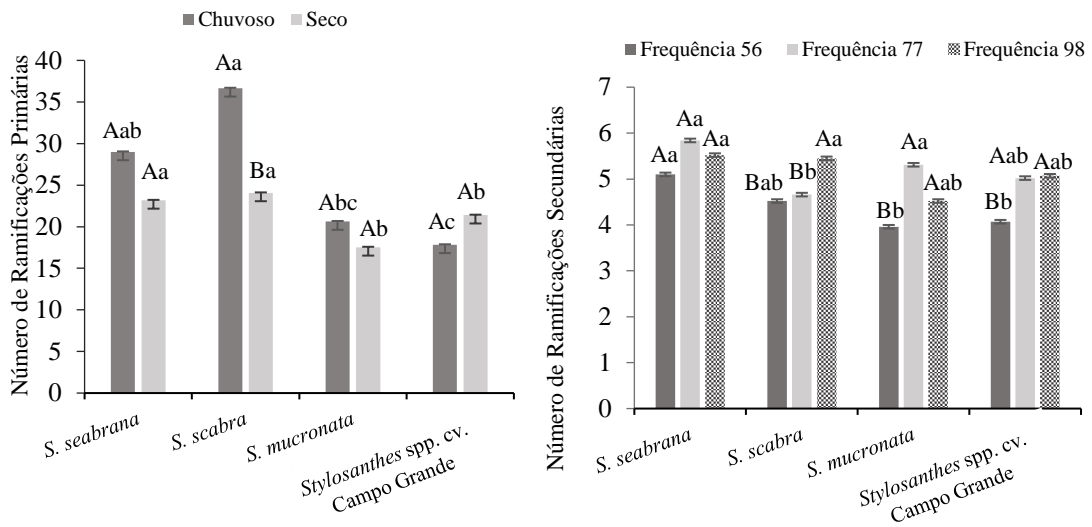 Chuvoso Seco
Número de Ramificações Primárias
40
35
30
25
20
15
10
5
0
Aab
Aa
Aa
Ba
Abc
Ab
Ac
Ab
S. seabrana
S. scabra
S. mucronata
Stylosanthes spp. cv.
Campo Grande
Frequência 56 Frequência 77 Frequência 98
Número de Ramificações Secundárias
7
6
5
4
3
2
1
0
Aa
Aa
Aa
Bab
Bb
Aa
Bb
Aa
Aab
Bb
Aab
Aab
S. seabrana
S. scabra
S. mucronata
Stylosanthes spp. cv.
Campo Grande